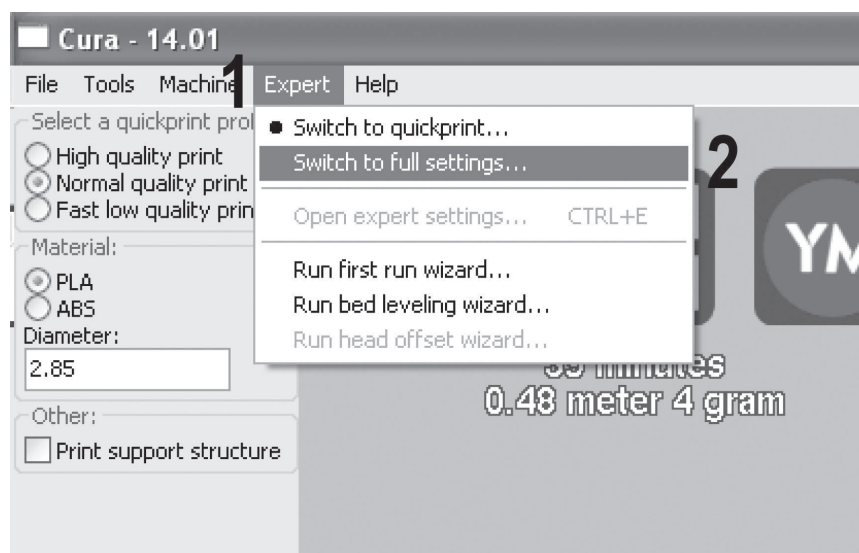 Cura - 14.01
1
File Tools Machine Expert Help
Select a quickprint
High quality print
Normal quality print
Fast low quality
Material:
PLA
ABS
Diameter:
2.85
Other:
Print support structure
Switch to quickprint...
Switch to full settings...
2
Open expert settings... CTRL+E
Run first run wizard...
Run bed leveling wizard...
Run head offset wizard...
YM
minutes
0.48 meter 4 gram